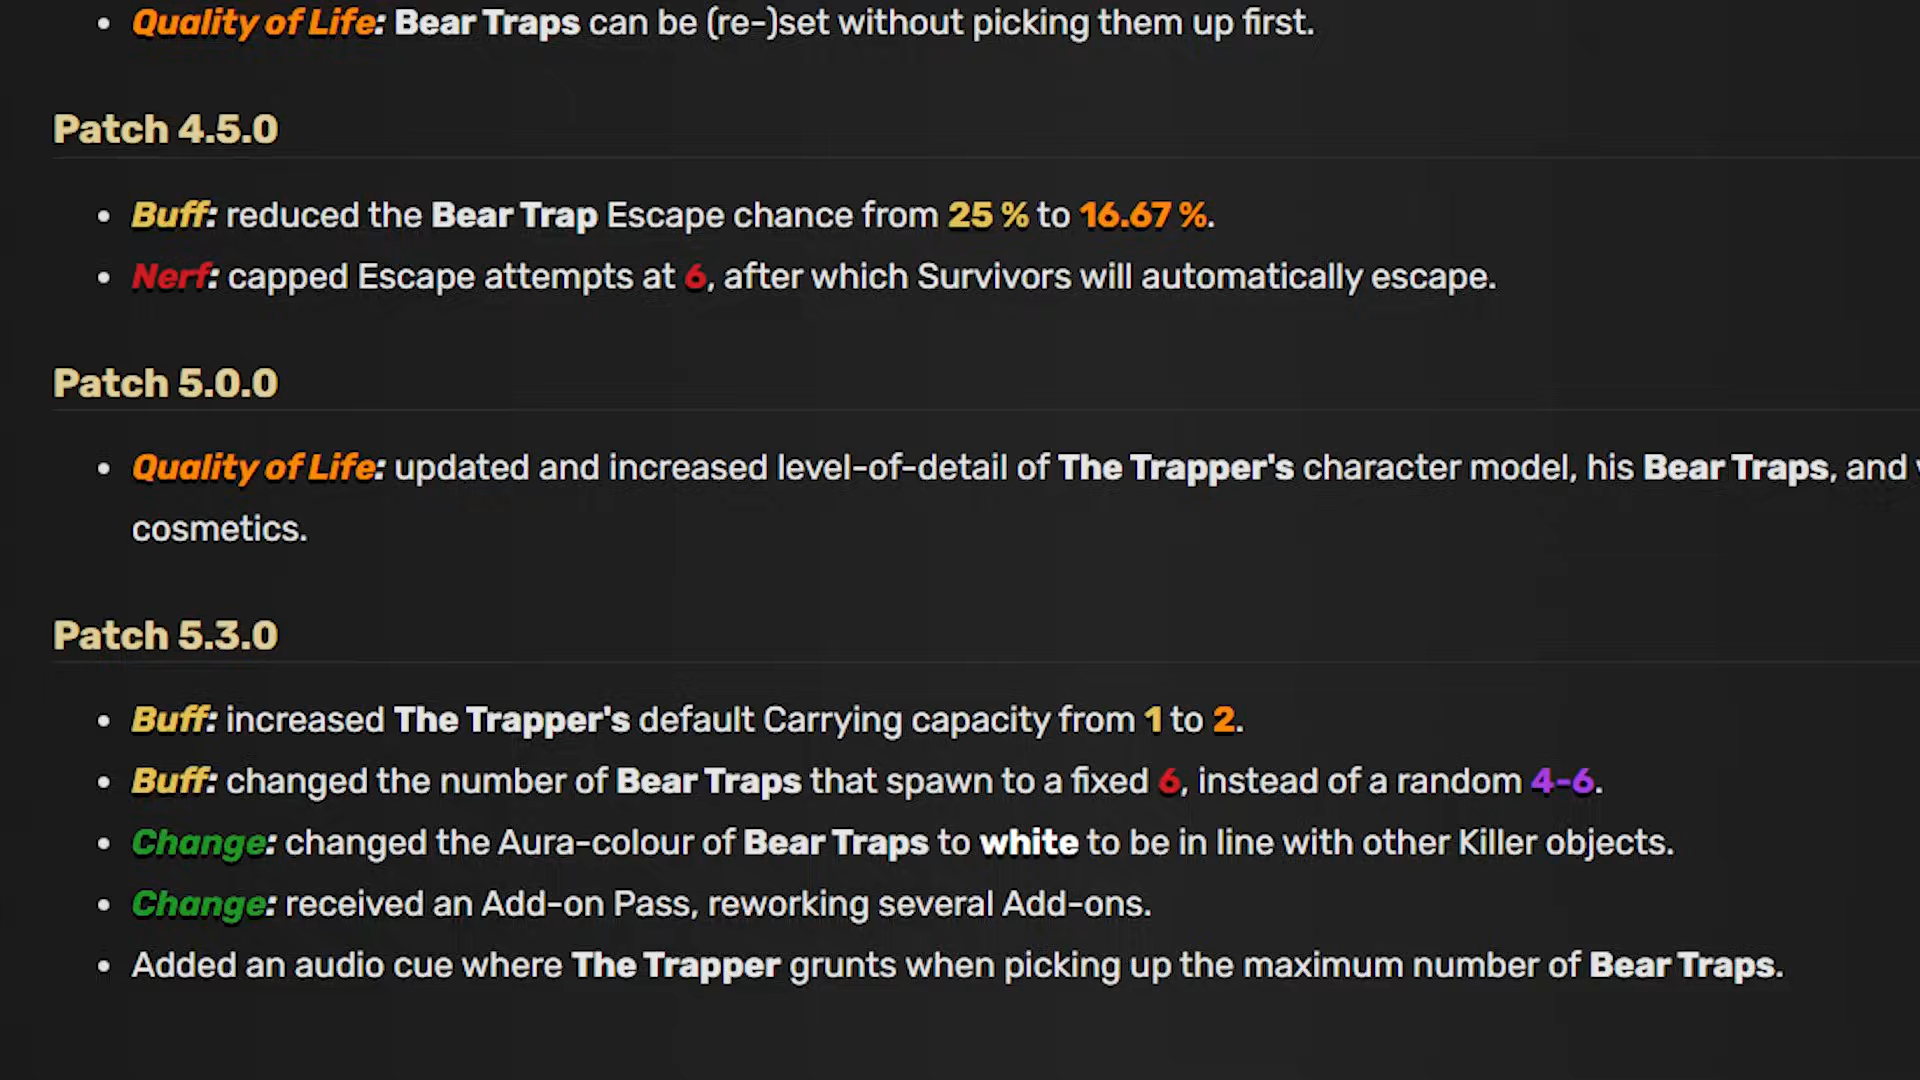 Quality of Life: Bear Traps can be (re-)set without picking them up first.
Patch 4.5.0
Buff: reduced the Bear Trap Escape chance from 25 % to 16.67 %.
Nerf: capped Escape attempts at 6, after which Survivors will automatically escape.
Patch 5.0.0
Quality of Life: updated and increased level-of-detail of The Trapper's character model, his Bear Traps, and
cosmetics.
Patch 5.3.0
Buff: increased The Trapper's default Carrying capacity from 1 to 2.
Buff: changed the number of Bear Traps that spawn to a fixed 6, instead of a random 4-6.
Change: changed the Aura-colour of Bear Traps to white to be in line with other Killer objects.
Change: received an Add-on Pass, reworking several Add-ons.
Added an audio cue where The Trapper grunts when picking up the maximum number of Bear Traps.